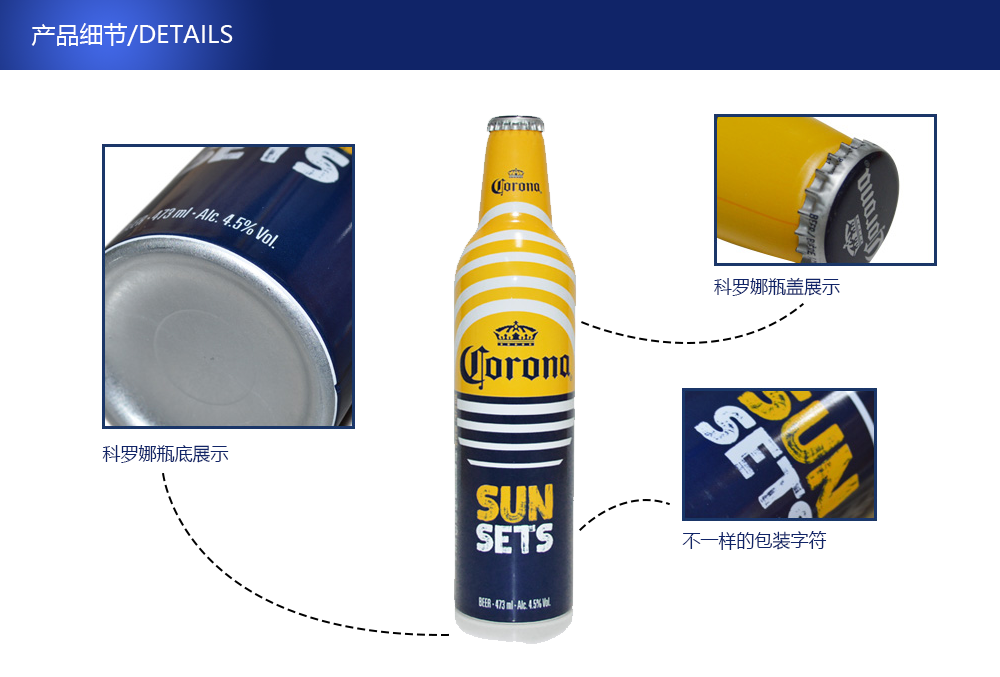 产品细节/DETAILS
Corona
Corona
SUN
SETS
BEER - 473 ml - Alc. 4.5% Vol.
SETS
473 ml - Alc. 4.5% Vol.
科罗娜瓶底展示
Corona
科罗娜瓶盖展示
SUN
SETS
不一样的包装字符